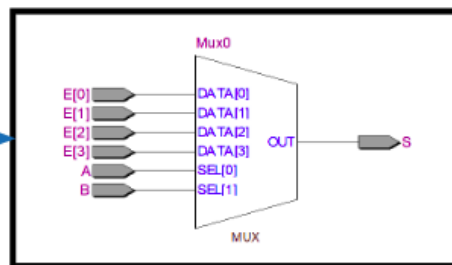 Mux0
E[0] DATA[0]
E[1] DATA[1]
E[2] DATA[2]
E[3] DATA[3] OUT S
A SEL[0]
B SEL[1]
MUX